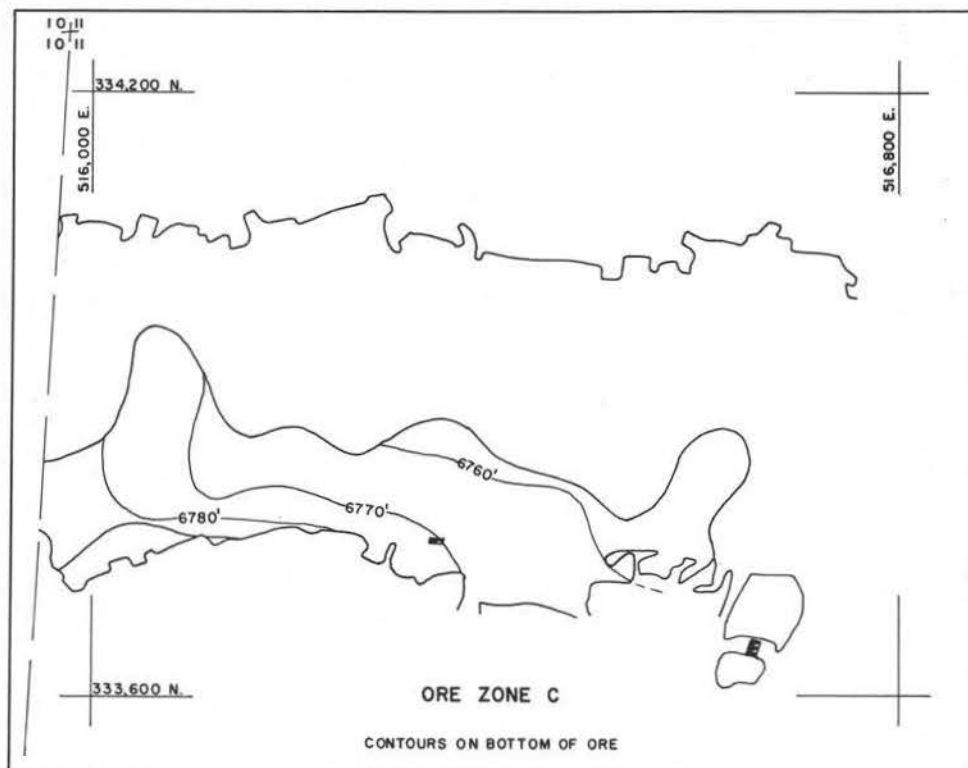 10 11
10 11
334,200 N.
516,000 E.
516,800 E.
6760'
6770'
6780'
333,600 N.
ORE ZONE C
CONTOURS ON BOTTOM OF ORE